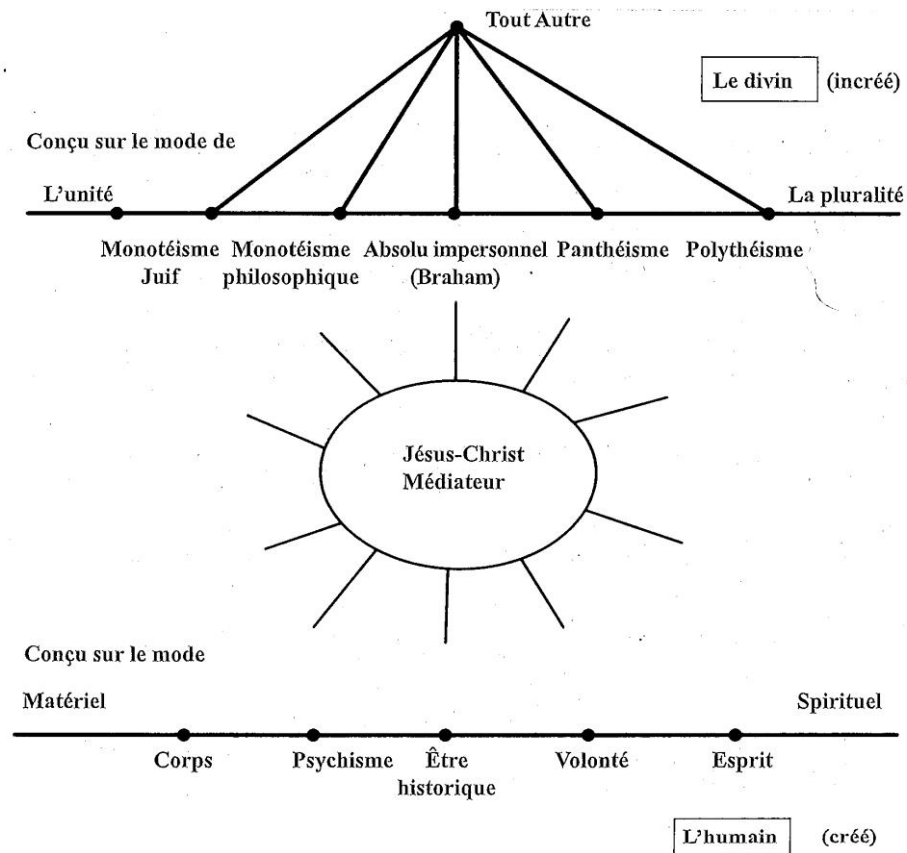 Tout Autre
Le divin (incréé)
Conçu sur le mode de
L'unité
La pluralité
Monotéisme Monotéisme Absolu impersonnel Panthéisme Polythéisme
Juif philosophique (Braham)
Jésus-Christ
Médiateur
Conçu sur le mode
Matériel Spirituel
Corps Psychisme Être Volonté Esprit
historique
L'humain (créé)